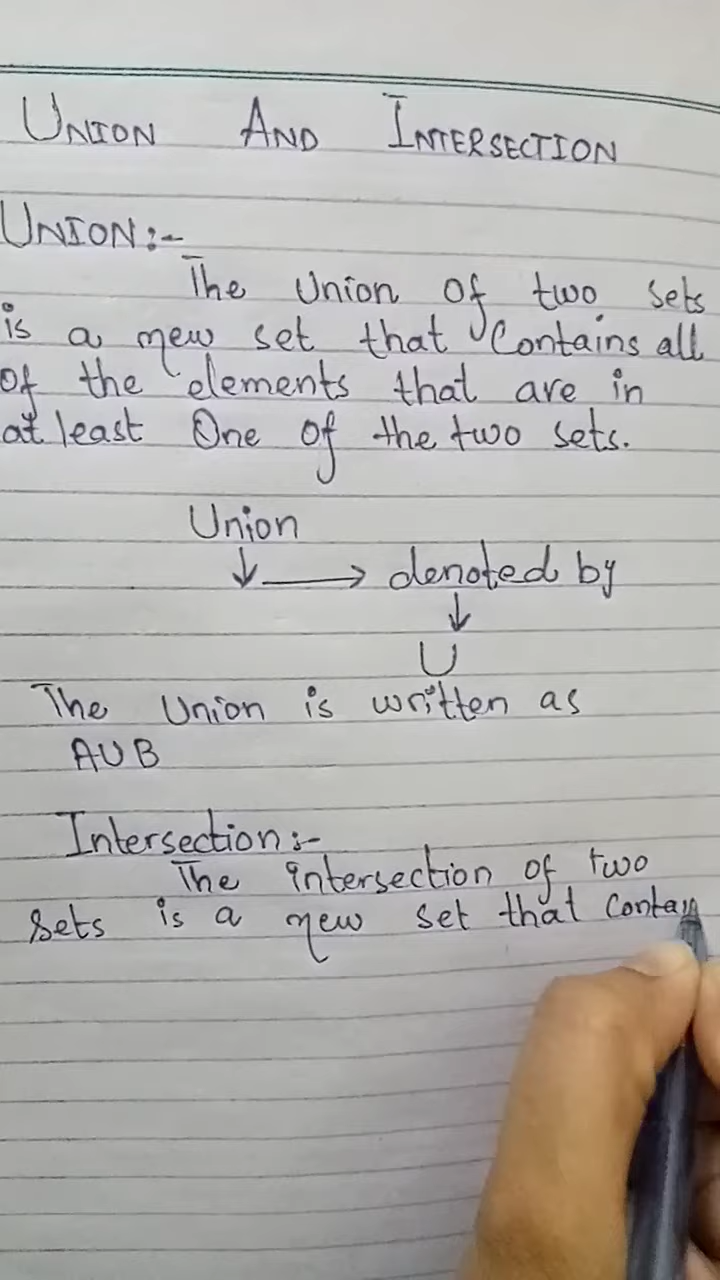 UNION AND INTERSECTION
UNION:-
The Union of two sets
is a new set that Contains all
of the elements that are in
at least One of the two sets.
Union
↓ → denoted by
↓
U
The Union is written as
AUB
Intersection:-
The intersection of two
sets is a new set that contain